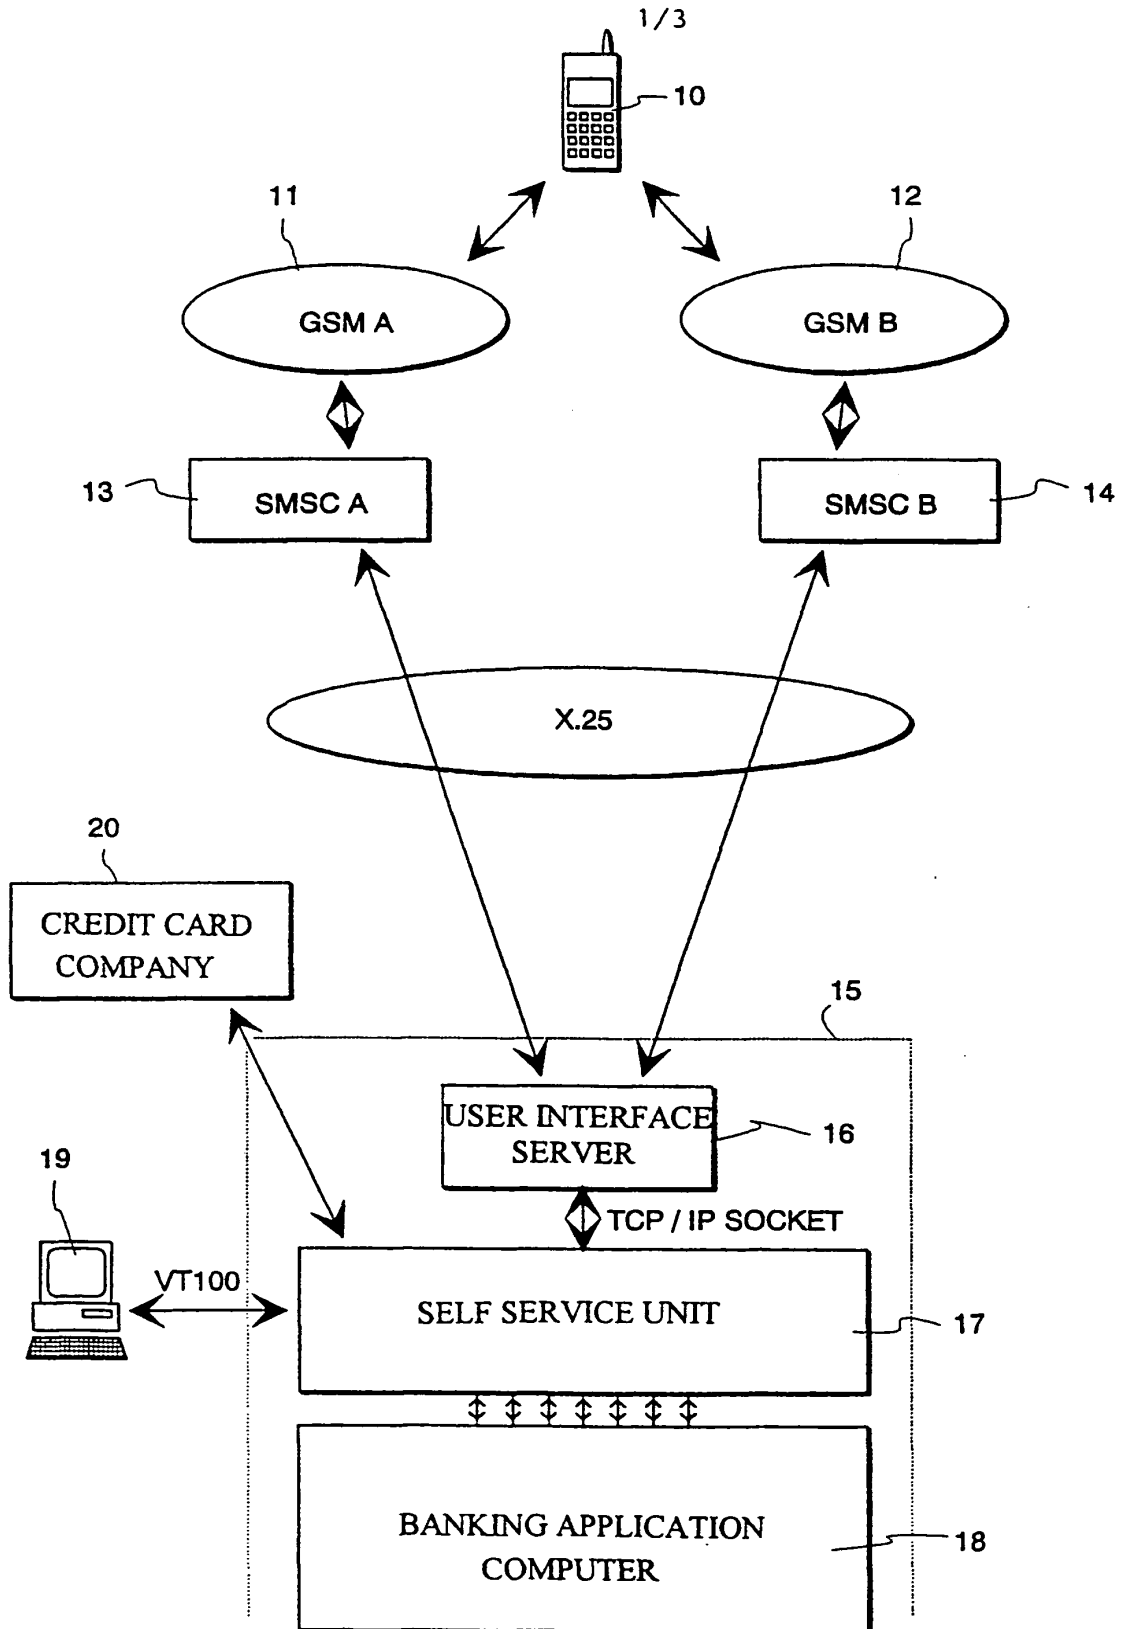 1/3
10
11
12
GSM A
GSM B
13
SMSC A
SMSC B
14
X.25
20
CREDIT CARD
COMPANY
15
USER INTERFACE
SERVER
16
19
TCP / IP SOCKET
VT100
SELF SERVICE UNIT
17
BANKING APPLICATION
COMPUTER
18